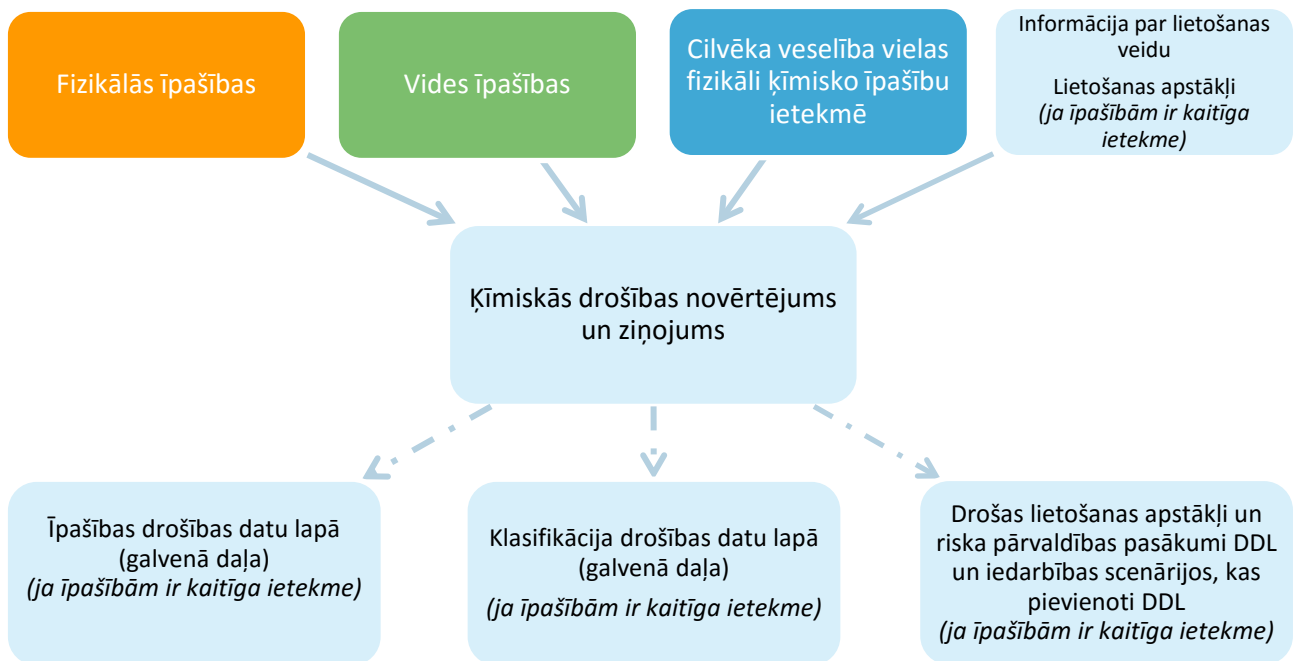 Fizikālās īpašības
Vides īpašības
Cilvēka veselība vielas
fizikāli ķīmisko īpašību
ietekmē
Informācija par lietošanas
veidu
Lietošanas apstākļi
(ja īpašībām ir kaitīga
ietekme)
Ķīmiskās drošības novērtējums
un ziņojums
Īpašības drošības datu lapā
(galvenā daļa)
(ja īpašībām ir kaitīga ietekme)
Klasifikācija drošības datu lapā
(galvenā daļa)
(ja īpašībām ir kaitīga ietekme)
Drošas lietošanas apstākļi un
riska pārvaldības pasākumi DDL
un iedarbības scenārijos, kas
pievienoti DDL
(ja īpašībām ir kaitīga ietekme)